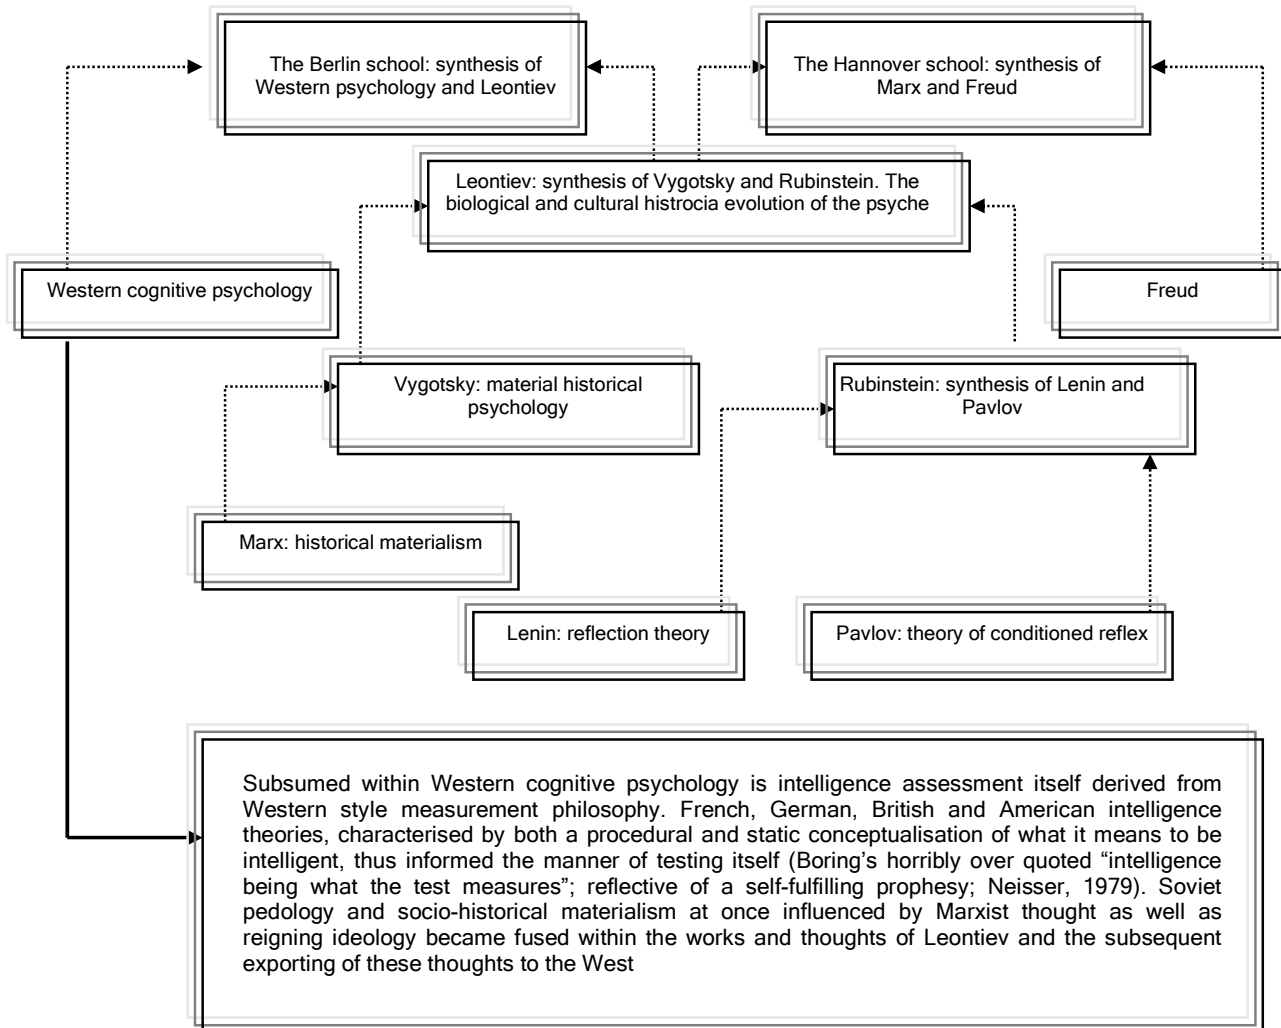 The Berlin school: synthesis of
Western psychology and Leontiev
The Hannover school: synthesis of
Marx and Freud
Leontiev: synthesis of Vygotsky and Rubinstein. The
biological and cultural histrocia evolution of the psyche
Western cognitive psychology
Freud
Vygotsky: material historical
psychology
Rubinstein: synthesis of Lenin and
Pavlov
Marx: historical materialism
Lenin: reflection theory
Pavlov: theory of conditioned reflex
Subsumed within Western cognitive psychology is intelligence assessment itself derived from
Western style measurement philosophy. French, German, British and American intelligence
theories, characterised by both a procedural and static conceptualisation of what it means to be
intelligent, thus informed the manner of testing itself (Boring’s horribly over quoted “intelligence
being what the test measures”; reflective of a self-fulfilling prophesy; Neisser, 1979). Soviet
pedology and socio-historical materialism at once influenced by Marxist thought as well as
reigning ideology became fused within the works and thoughts of Leontiev and the subsequent
exporting of these thoughts to the West